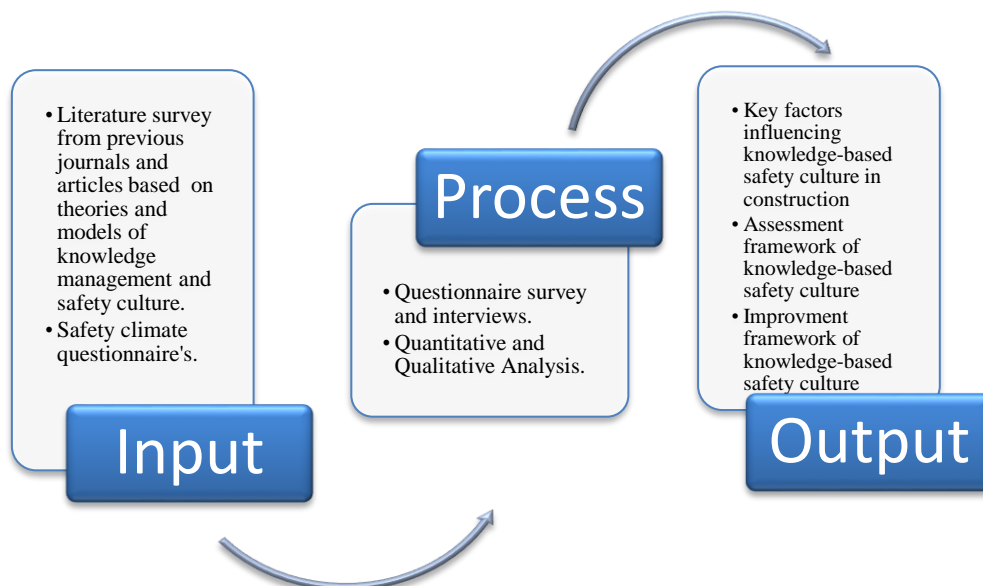 • Literature survey
from previous
journals and
articles based on
theories and
models of
knowledge
management and
safety culture.
• Safety climate
questionnaire's.
Input
Process
• Questionnaire survey
and interviews.
• Quantitative and
Qualitative Analysis.
• Key factors
influencing
knowledge-based
safety culture in
construction
• Assessment
framework of
knowledge-based
safety culture
• Improvment
framework of
knowledge-based
safety culture
Output